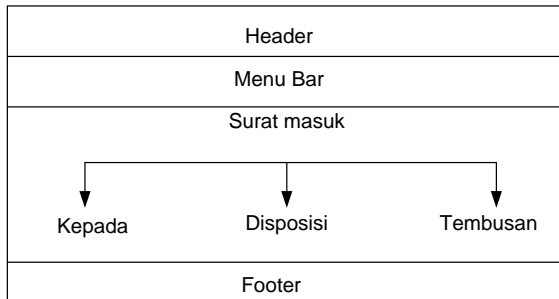 Header
Menu Bar
Surat masuk
Kepada Disposisi Tembusan
Footer